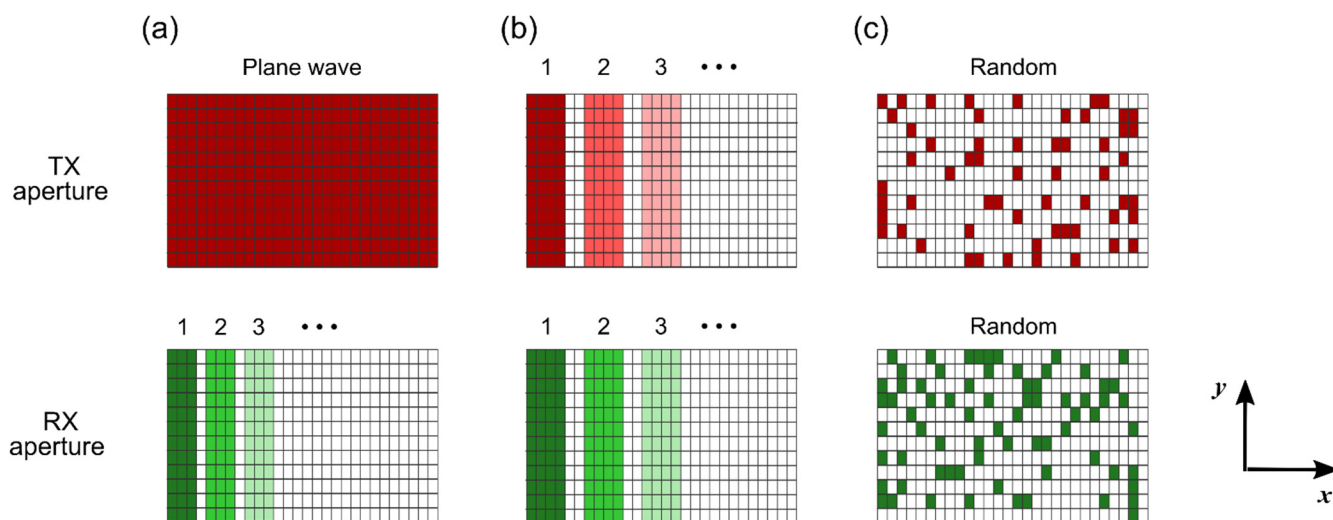 (a) (b) (c)
Plane wave 1 2 3 ••• Random
TX
aperture
1 2 3 ••• 1 2 3 ••• Random
RX
aperture
y
x